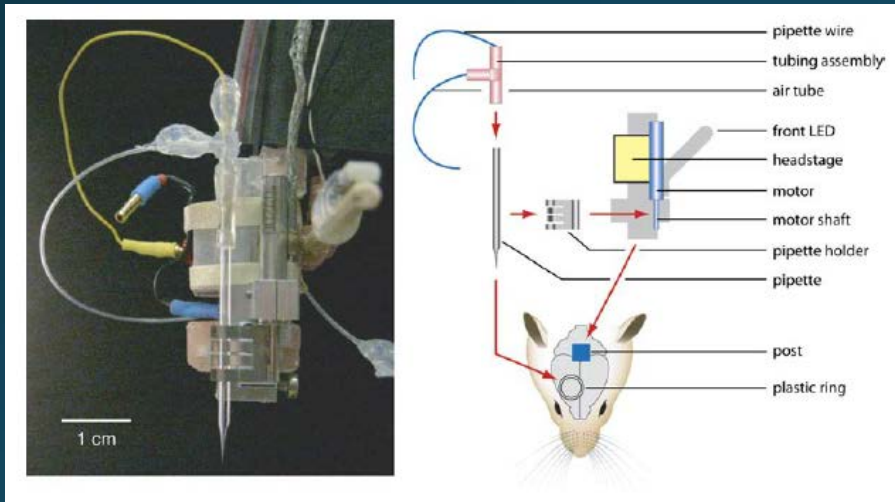 pipette wire
tubing assembly
air tube
front LED
headstage
motor
motor shaft
pipette holder
pipette
post
plastic ring
1 cm